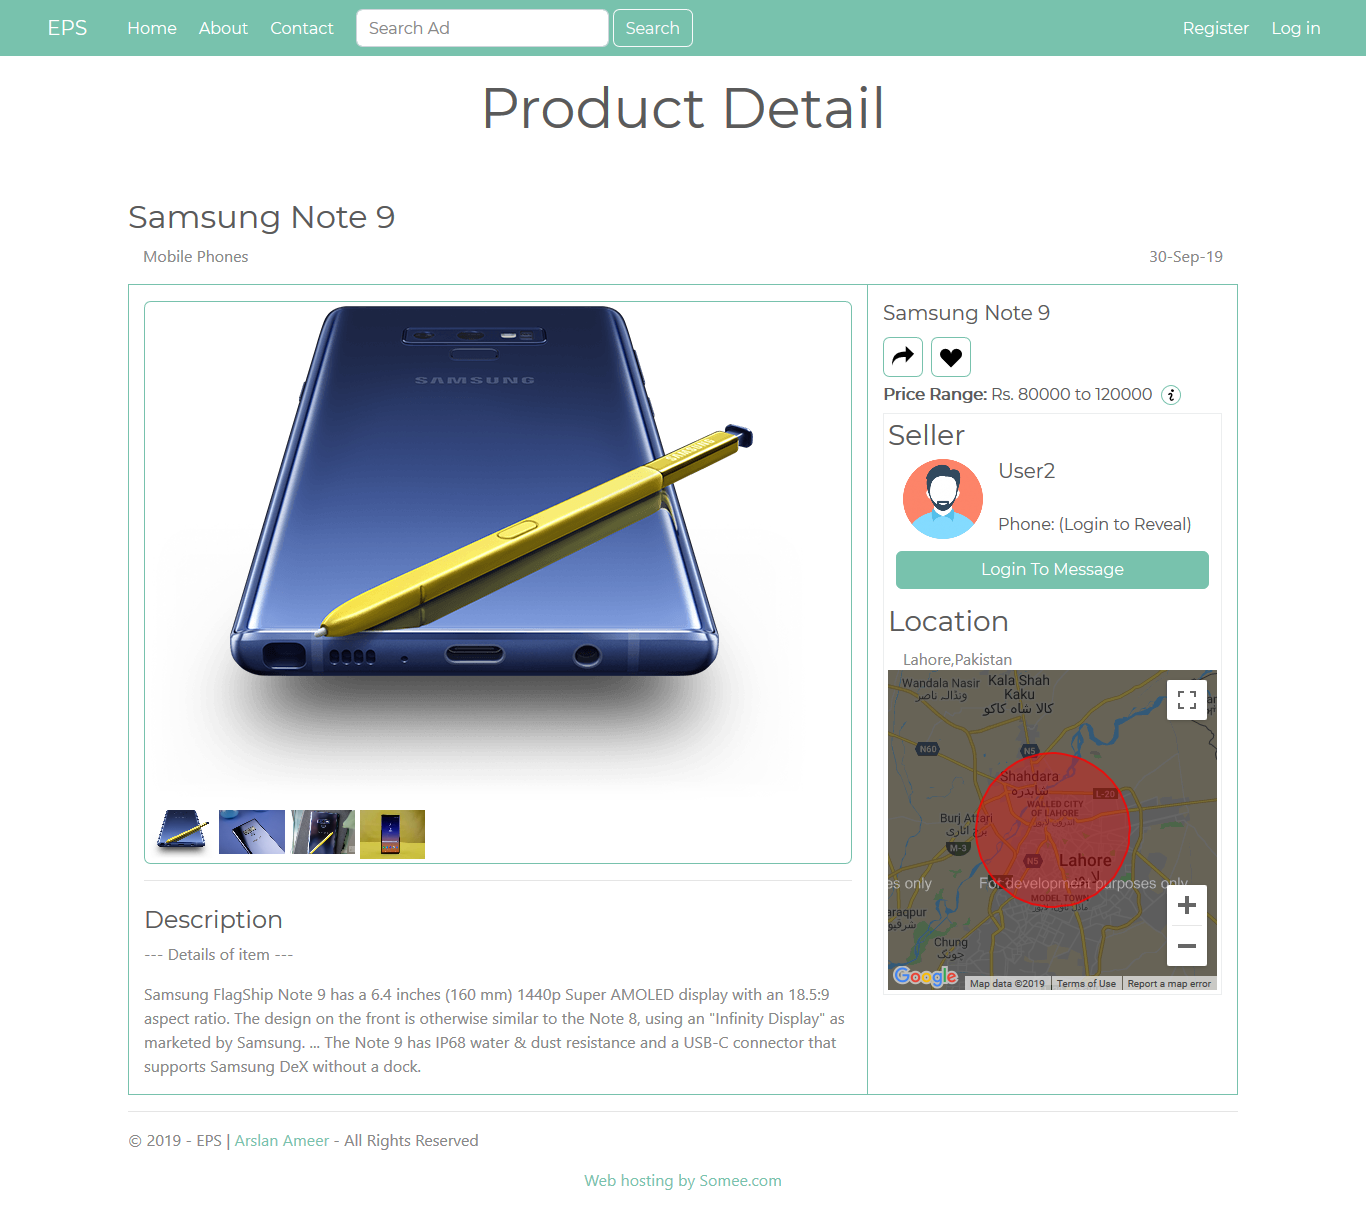 EPS Home About Contact Search Ad Search Register Log in
Product Detail
Samsung Note 9
Mobile Phones 30-Sep-19
SAMSUNG
SAMSUNG
Samsung Note 9
Price Range: Rs. 80000 to 120000
Seller
User2
Phone: (Login to Reveal)
Login To Message
Location
Lahore,Pakistan
Wandala Nasir
Kala Shah
Kaku
کالا شاہ کاکو
N60
N5
Shahdara
شاہدرہ
L-20
WALLED CITY
OF LAHORE
اندرون لاہور
Burj Attari
برج اٹاری
M-3
N5
Lahore
لاہور
es only For development purposes only
MODEL TOWN
ماڈل ٹاؤن، لاہور
araqpur
شرقپور
Chung
چونگ
Google
Map data ©2019 Terms of Use Report a map error
Description
--- Details of item ---
Samsung FlagShip Note 9 has a 6.4 inches (160 mm) 1440p Super AMOLED display with an 18.5:9
aspect ratio. The design on the front is otherwise similar to the Note 8, using an "Infinity Display" as
marketed by Samsung. ... The Note 9 has IP68 water & dust resistance and a USB-C connector that
supports Samsung DeX without a dock.
© 2019 - EPS | Arslan Ameer - All Rights Reserved
Web hosting by Somee.com